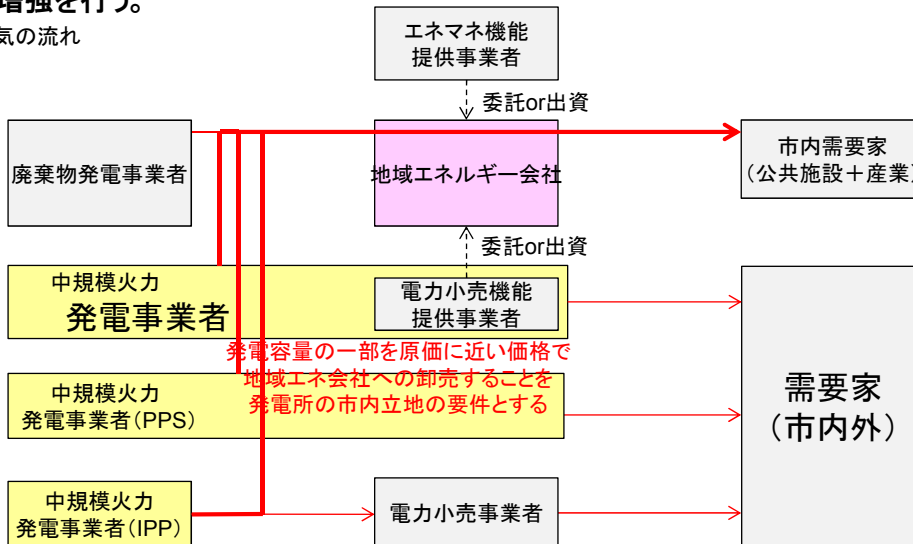 増強を行う。
気の流れ
エネマネ機能
提供事業者
委託or出資
廃棄物発電事業者
地域エネルギー会社
市内需要家
（公共施設＋産業）
委託or出資
中規模火力
発電事業者
電力小売機能
提供事業者
発電容量の一部を原価に近い価格で
地域エネ会社への卸売することを
発電所の市内立地の要件とする
中規模火力
発電事業者（PPS）
需要家
（市内外）
中規模火力
発電事業者（IPP）
電力小売事業者